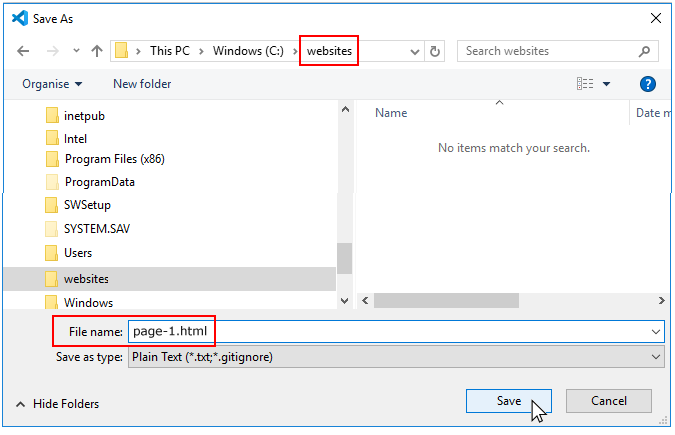 Save As
This PC Windows (C:) websites Search websites
Organise New folder ?
Name Date m
No items match your search.
inetpub
Intel
Program Files (x86)
ProgramData
SWSetup
SYSTEM.SAV
Users
websites
Windows
File name: page-1.html
Save as type: Plain Text (*.txt;*.gitignore)
Hide Folders Save Cancel